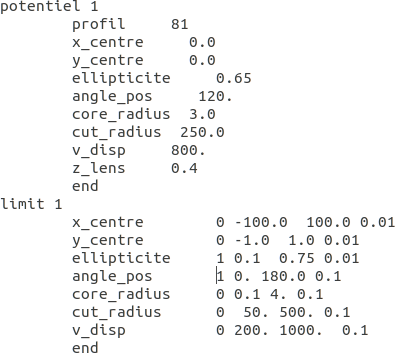 potentiel 1
profil 81
x_centre 0.0
y_centre 0.0
ellipticite 0.65
angle_pos 120.
core_radius 3.0
cut_radius 250.0
v_disp 800.
z_lens 0.4
end
limit 1
x_centre 0 -100.0 100.0 0.01
y_centre 0 -1.0 1.0 0.01
ellipticite 1 0.1 0.75 0.01
angle_pos 1 0. 180.0 0.1
core_radius 0 0.1 4. 0.1
cut_radius 0 50. 500. 0.1
v_disp 0 200. 1000. 0.1
end